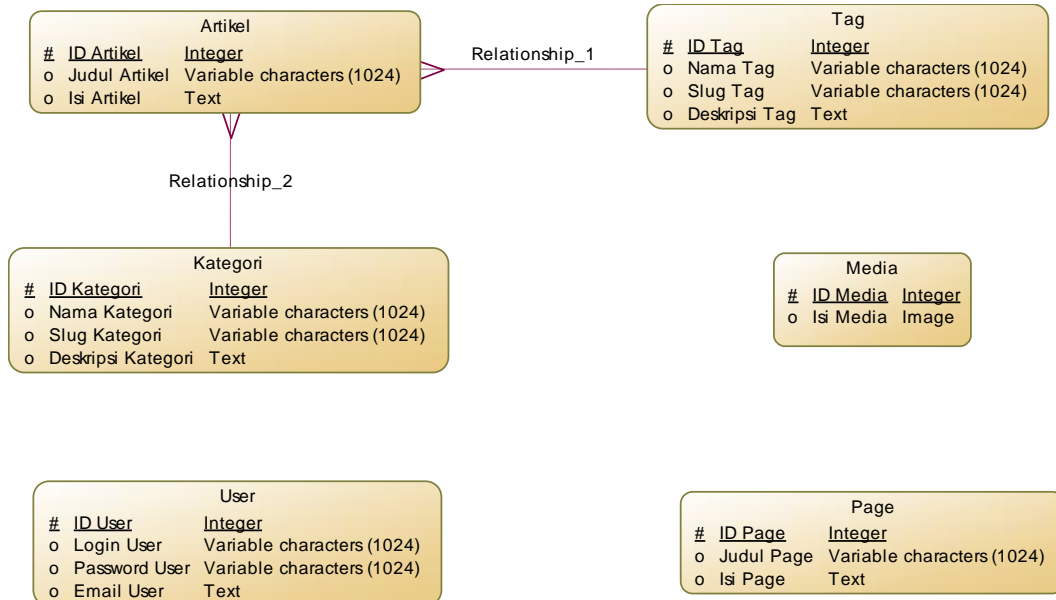 Artikel
# ID Artikel Integer
o Judul Artikel Variable characters (1024)
o Isi Artikel Text
Relationship_1
Tag
# ID Tag Integer
o Nama Tag Variable characters (1024)
o Slug Tag Variable characters (1024)
o Deskripsi Tag Text
Relationship_2
Kategori
# ID Kategori Integer
o Nama Kategori Variable characters (1024)
o Slug Kategori Variable characters (1024)
o Deskripsi Kategori Text
Media
# ID Media Integer
o Isi Media Image
User
# ID User Integer
o Login User Variable characters (1024)
o Password User Variable characters (1024)
o Email User Text
Page
# ID Page Integer
o Judul Page Variable characters (1024)
o Isi Page Text